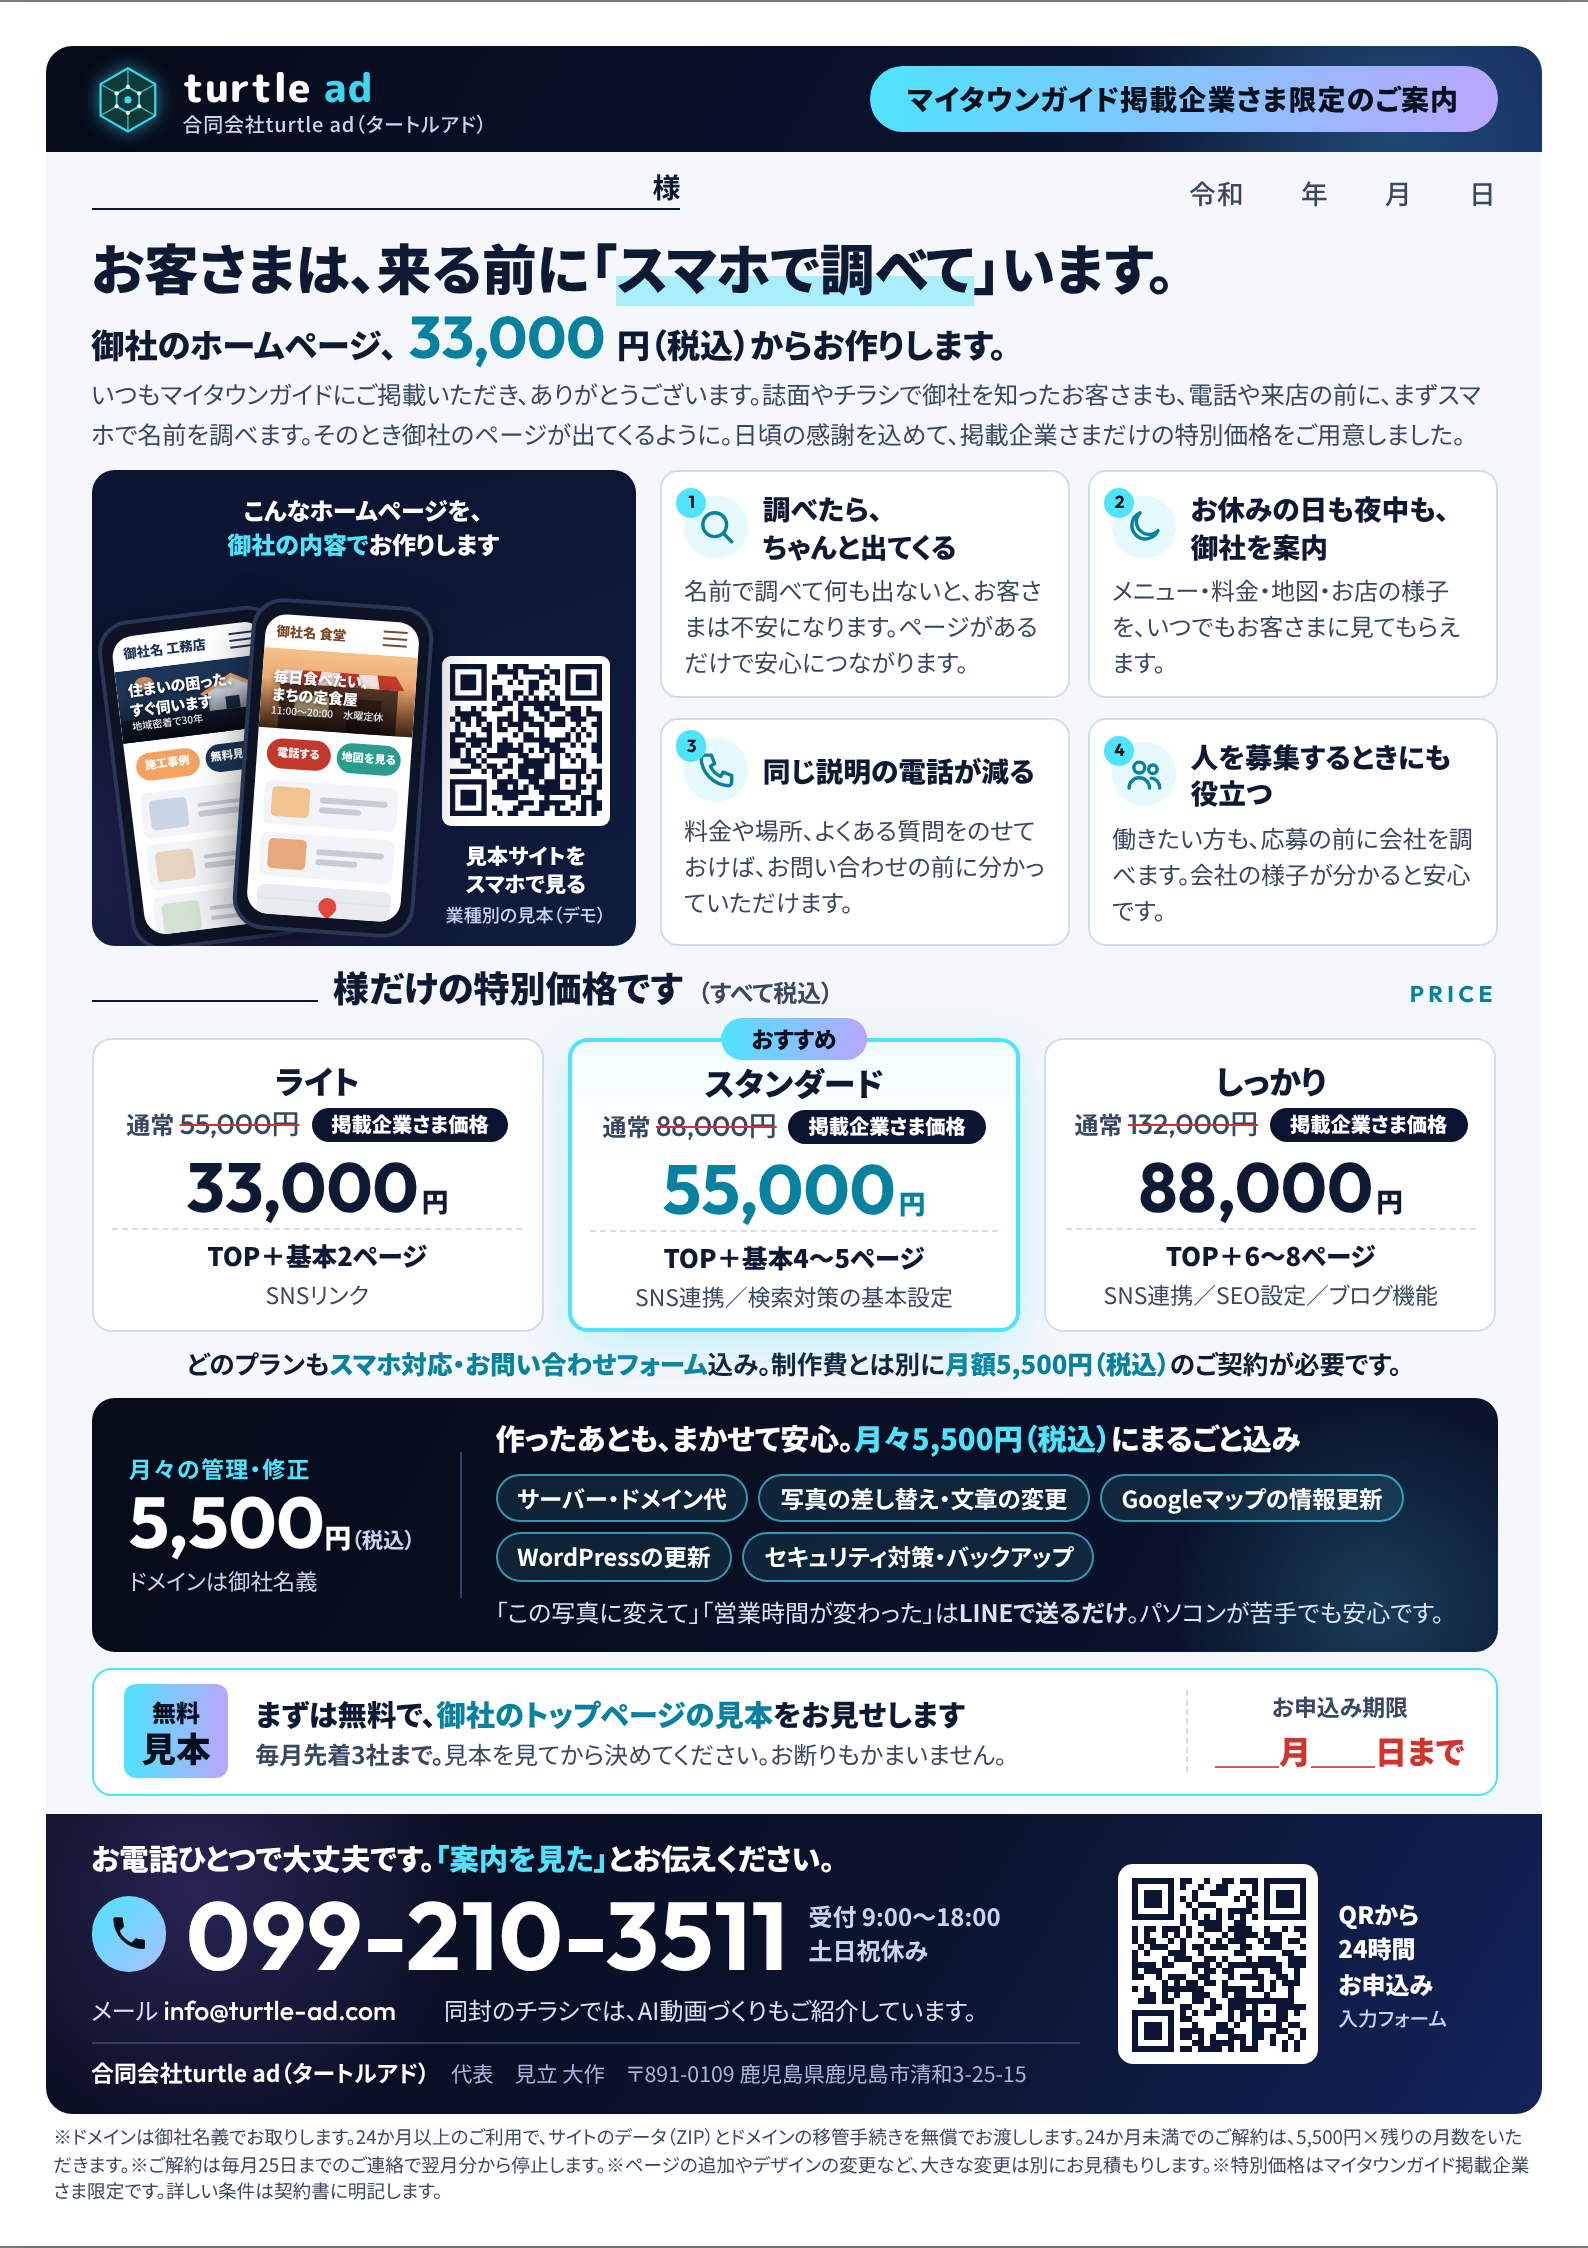 turtle ad
合同会社turtle ad（タートルアド）
マイタウンガイド掲載企業さま限定のご案内
様
令和　年　月　日
お客さまは、来る前に「スマホで調べて」います。
御社のホームページ、33,000円（税込）からお作りします。
いつもマイタウンガイドにご掲載いただき、ありがとうございます。誌面やチラシで御社を知ったお客さまも、電話や来店の前に、まずスマ
ホで名前を調べます。そのとき御社のページが出てくるように。日頃の感謝を込めて、掲載企業さまだけの特別価格をご用意しました。
こんなホームページを、
御社の内容でお作りします
御社名 工務店
住まいの困った、
すぐ伺います
地域密着で30年
施工事例
無料見
御社名 食堂
毎日食べたい、
まちの定食屋
11:00〜20:00　水曜定休
電話する
地図を見る
見本サイトを
スマホで見る
業種別の見本（デモ）
1
調べたら、
ちゃんと出てくる
名前で調べて何も出ないと、お客さ
まは不安になります。ページがある
だけで安心につながります。
2
お休みの日も夜中も、
御社を案内
メニュー・料金・地図・お店の様子
を、いつでもお客さまに見てもらえ
ます。
3
同じ説明の電話が減る
料金や場所、よくある質問をのせて
おけば、お問い合わせの前に分かっ
ていただけます。
4
人を募集するときにも
役立つ
働きたい方も、応募の前に会社を調
べます。会社の様子が分かると安心
です。
様だけの特別価格です（すべて税込）
PRICE
ライト
通常 55,000円 掲載企業さま価格
33,000円
TOP＋基本2ページ
SNSリンク
おすすめ
スタンダード
通常 88,000円 掲載企業さま価格
55,000円
TOP＋基本4〜5ページ
SNS連携／検索対策の基本設定
しっかり
通常 132,000円 掲載企業さま価格
88,000円
TOP＋6〜8ページ
SNS連携／SEO設定／ブログ機能
どのプランもスマホ対応・お問い合わせフォーム込み。制作費とは別に月額5,500円（税込）のご契約が必要です。
月々の管理・修正
5,500円（税込）
ドメインは御社名義
作ったあとも、まかせて安心。月々5,500円（税込）にまるごと込み
サーバー・ドメイン代
写真の差し替え・文章の変更
Googleマップの情報更新
WordPressの更新
セキュリティ対策・バックアップ
「この写真に変えて」「営業時間が変わった」はLINEで送るだけ。パソコンが苦手でも安心です。
無料
見本
まずは無料で、御社のトップページの見本をお見せします
毎月先着3社まで。見本を見てから決めてください。お断りもかまいません。
お申込み期限
____月____日まで
お電話ひとつで大丈夫です。「案内を見た」とお伝えください。
099-210-3511
受付 9:00〜18:00
土日祝休み
メール info@turtle-ad.com
同封のチラシでは、AI動画づくりもご紹介しています。
合同会社turtle ad（タートルアド）　代表　見立 大作　〒891-0109 鹿児島県鹿児島市清和3-25-15
QRから
24時間
お申込み
入力フォーム
※ドメインは御社名義でお取りします。24か月以上のご利用で、サイトのデータ（ZIP）とドメインの移管手続きを無償でお渡しします。24か月未満でのご解約は、5,500円×残りの月数をいた
だきます。※ご解約は毎月25日までのご連絡で翌月分から停止します。※ページの追加やデザインの変更など、大きな変更は別にお見積もりします。※特別価格はマイタウンガイド掲載企業
さま限定です。詳しい条件は契約書に明記します。